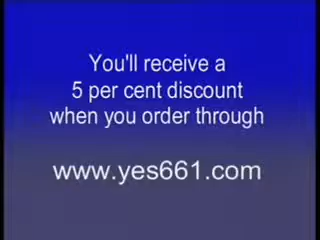 You'll receive a
5 per cent discount
when you order through
www.yes661.com